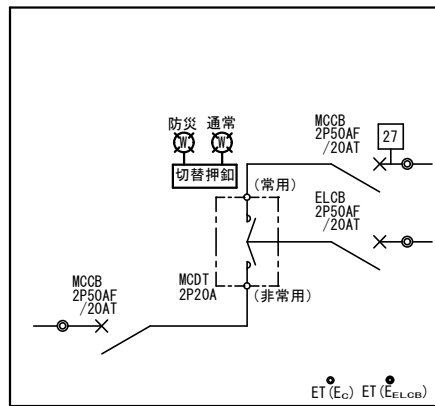 防災 通常
W W
切替押釦
MCCB
2P50AF
/20AT
27
(常用)
ELCB
2P50AF
/20AT
MCDT
2P20A
(非常用)
MCCB
2P50AF
/20AT
ET(EC) ET(EELCB)